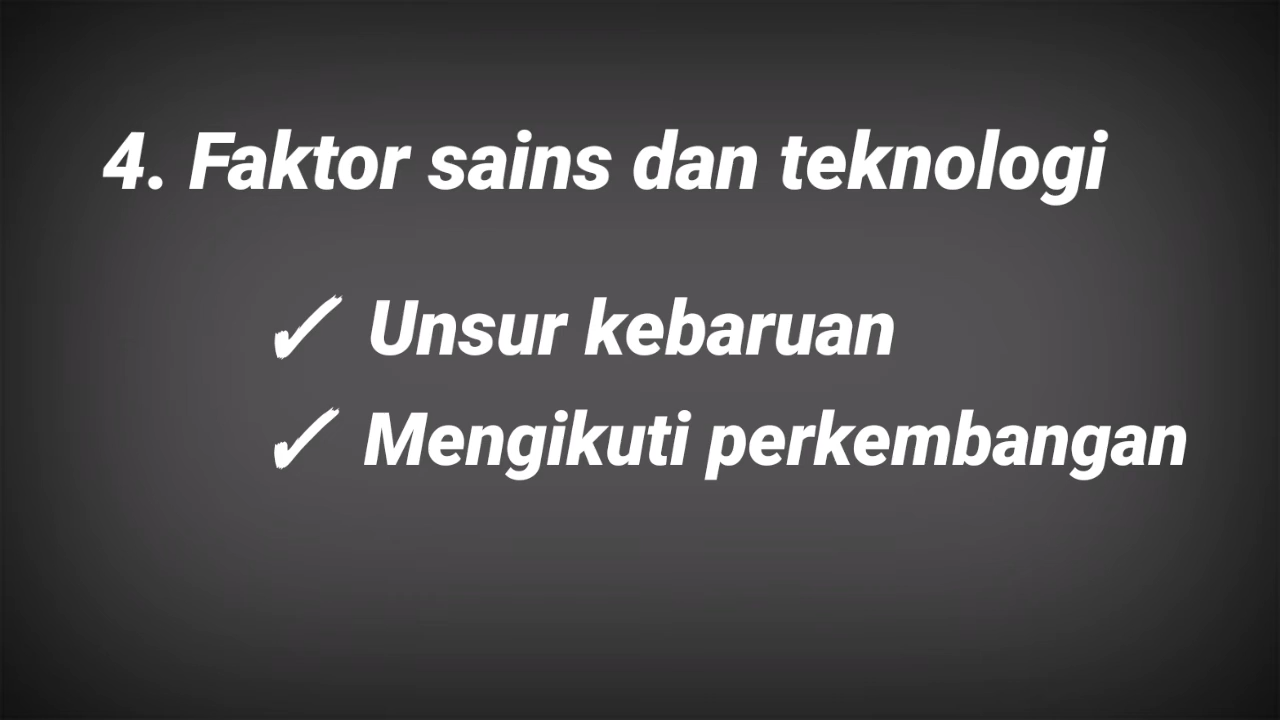 4. Faktor sains dan teknologi
✓ Unsur kebaruan
✓ Mengikuti perkembangan